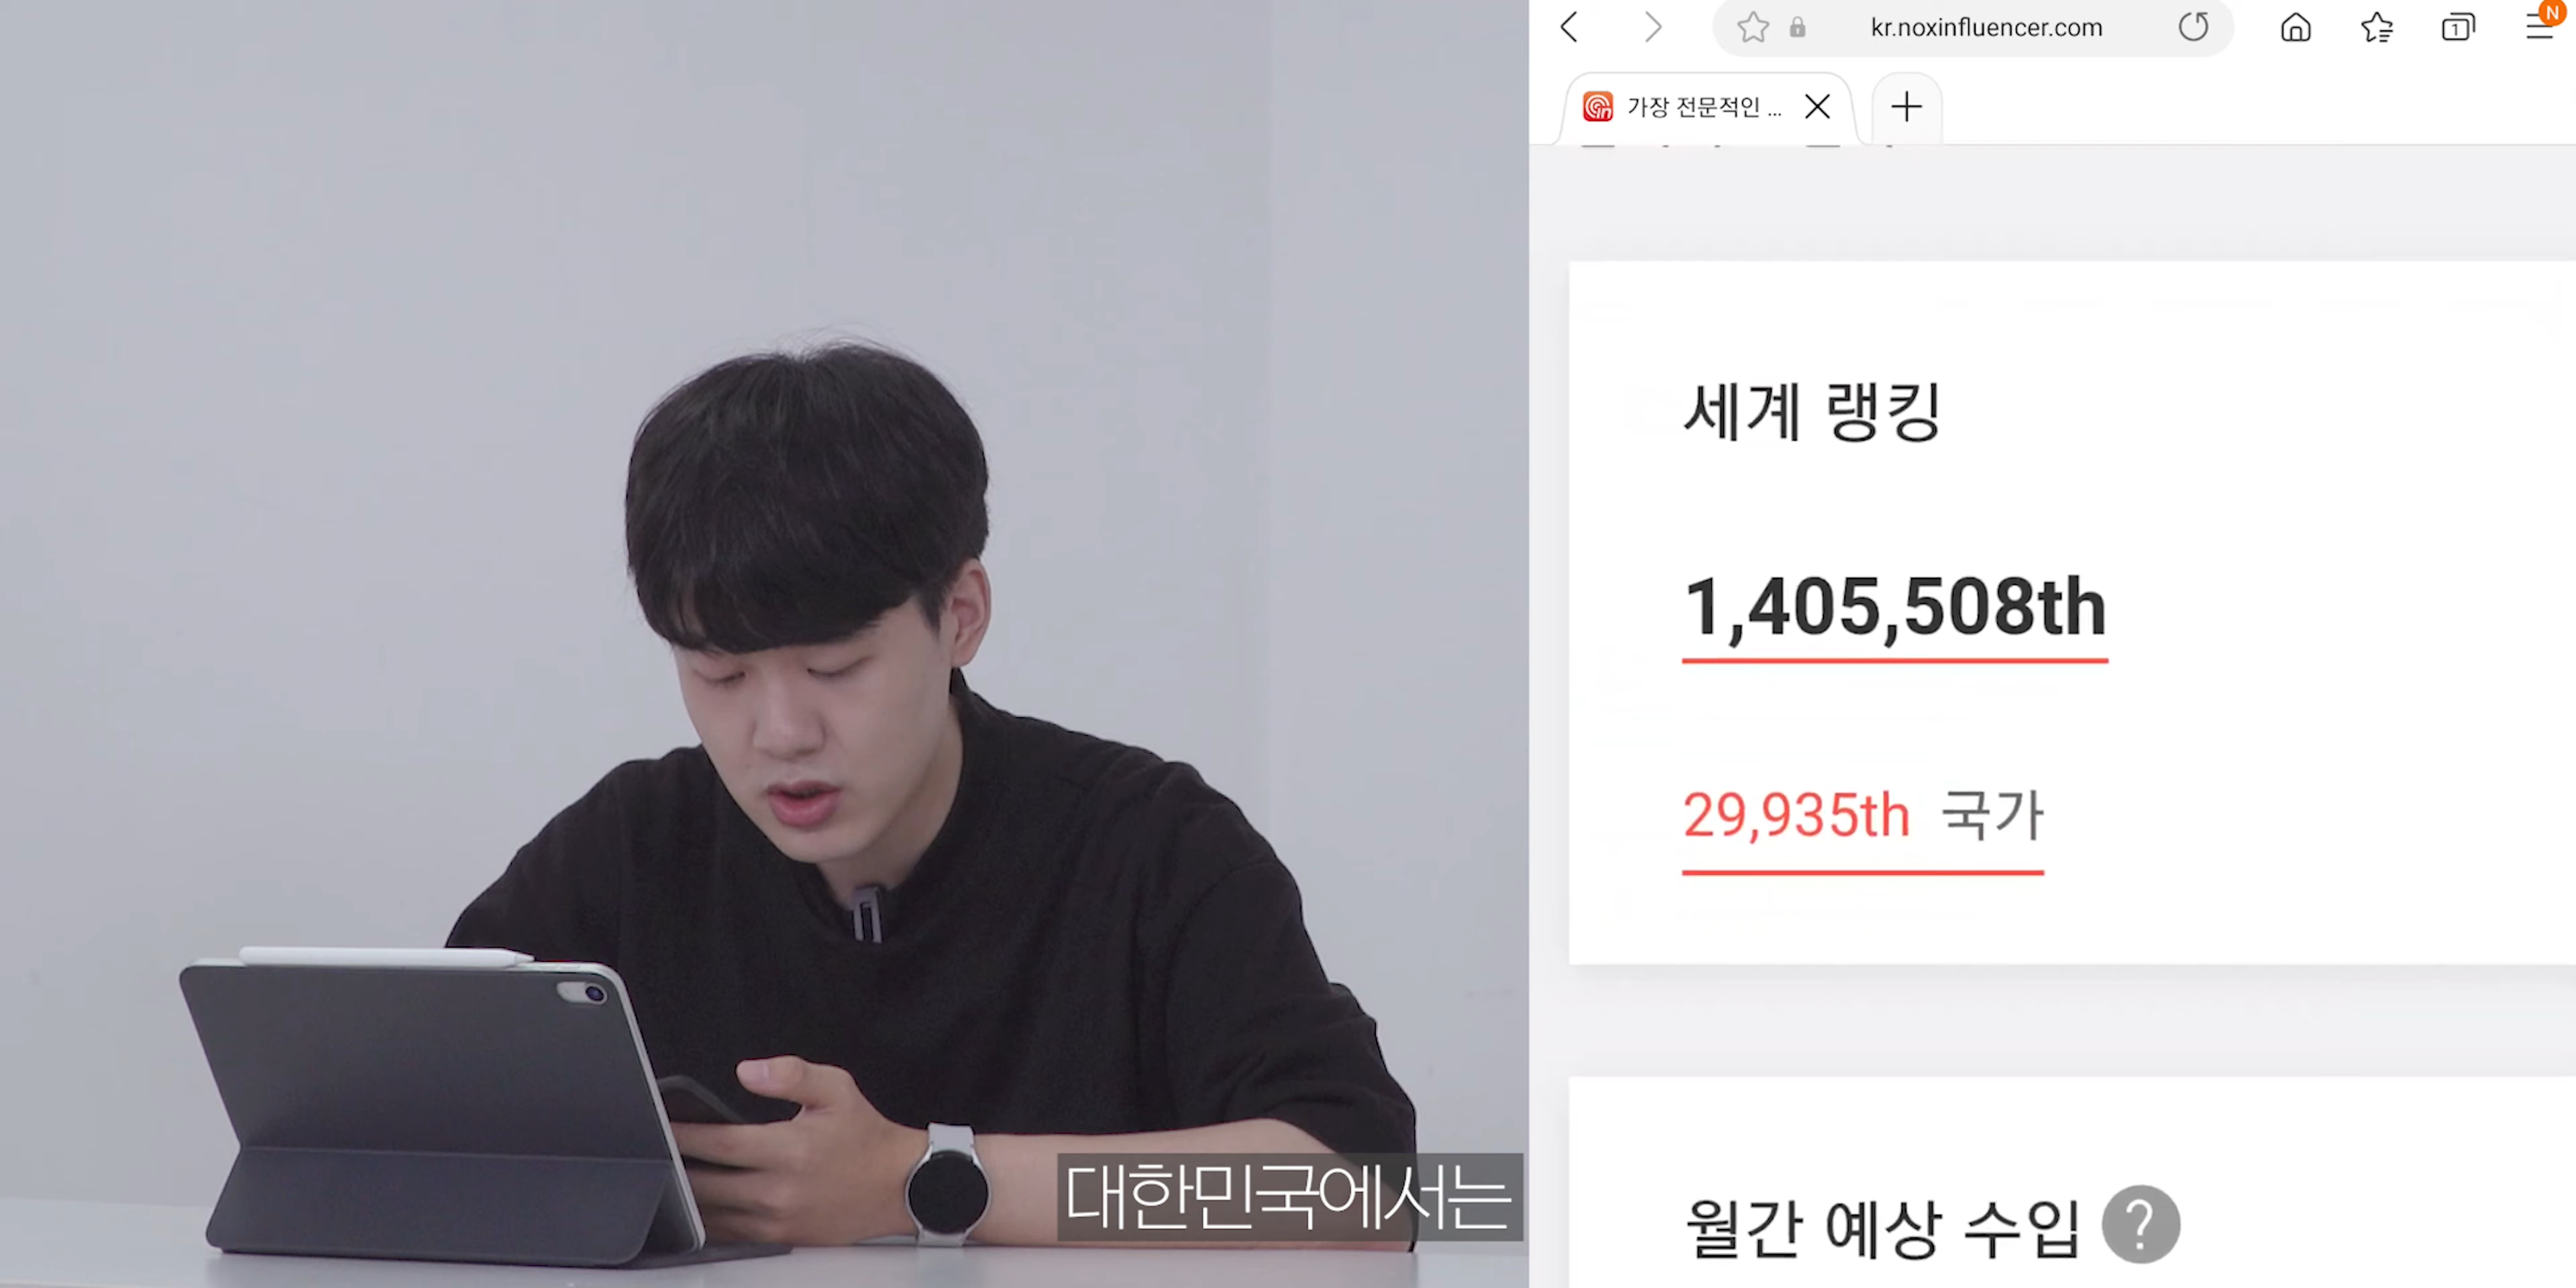 kr.noxinfluencer.com
1
N
가장 전문적인 ...
세계 랭킹
1,405,508th
29,935th 국가
월간 예상 수입 ?
대한민국에서는